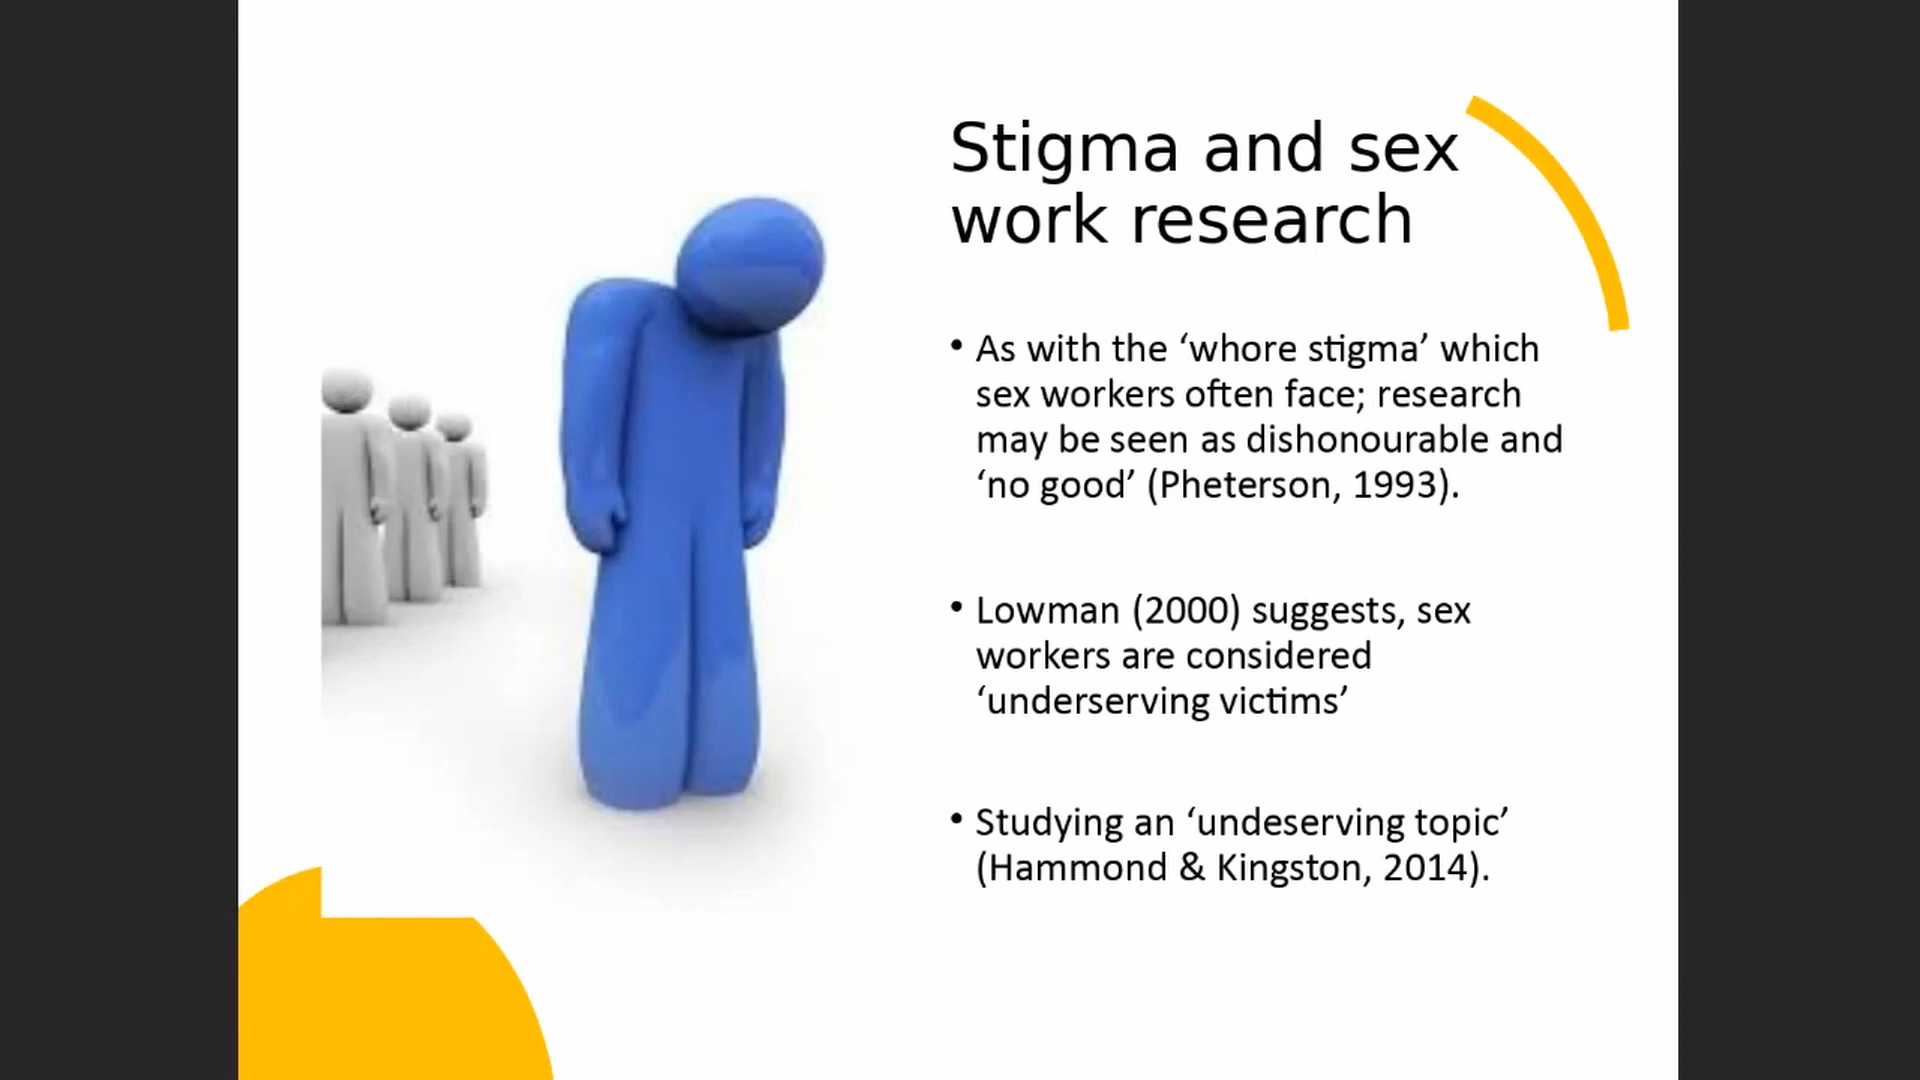 Stigma and sex
work research
• As with the ‘whore stigma’ which
sex workers often face; research
may be seen as dishonourable and
‘no good’ (Pheterson, 1993).
• Lowman (2000) suggests, sex
workers are considered
‘underserving victims’
• Studying an ‘undeserving topic’
(Hammond & Kingston, 2014).